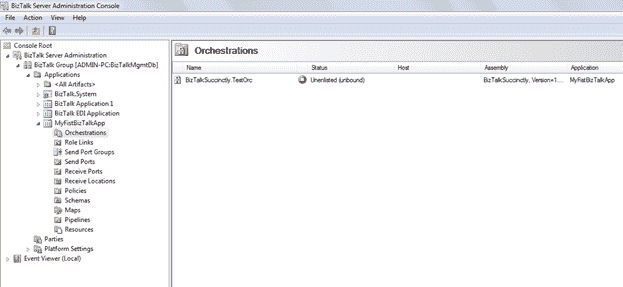 BizTalk Server Administration Console
File Action View Help
Console Root
BizTalk Server Administration
BizTalk Group [ADMIN-PC:BizTalkMgmtDb]
Applications
<All Artifacts>
BizTalk.System
BizTalk Application 1
BizTalk EDI Application
MyFistBizTalkApp
Orchestrations
Role Links
Send Port Groups
Send Ports
Receive Ports
Receive Locations
Policies
Schemas
Maps
Pipelines
Resources
Parties
Platform Settings
Event Viewer (Local)
Orchestrations
Name Status Host Assembly Application
BizTalkSuccinctly.TestOrc Unenlisted (unbound) BizTalkSuccinctly, Version=1.... MyFistBizTalkApp